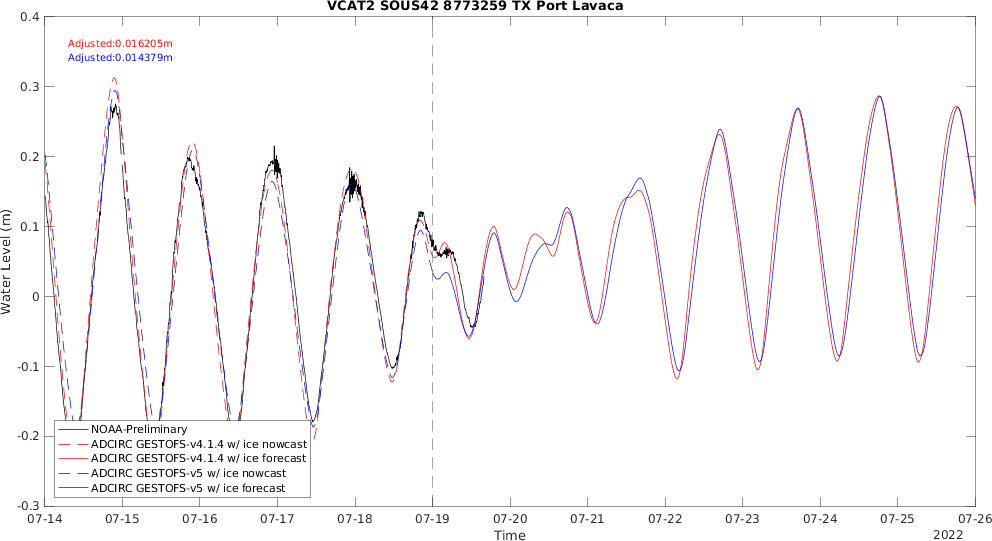 VCAT2 SOUS42 8773259 TX Port Lavaca
0.4
Adjusted:0.016205m
Adjusted:0.014379m
0.3
0.2
0.1
0
-0.1
-0.2
-0.3
Water Level (m)
NOAA-Preliminary
ADCIRC GESTOFS-v4.1.4 w/ ice nowcast
ADCIRC GESTOFS-v4.1.4 w/ ice forecast
ADCIRC GESTOFS-v5 w/ ice nowcast
ADCIRC GESTOFS-v5 w/ ice forecast
07-14 07-15 07-16 07-17 07-18 07-19 07-20 07-21 07-22 07-23 07-24 07-25 07-26
Time
2022